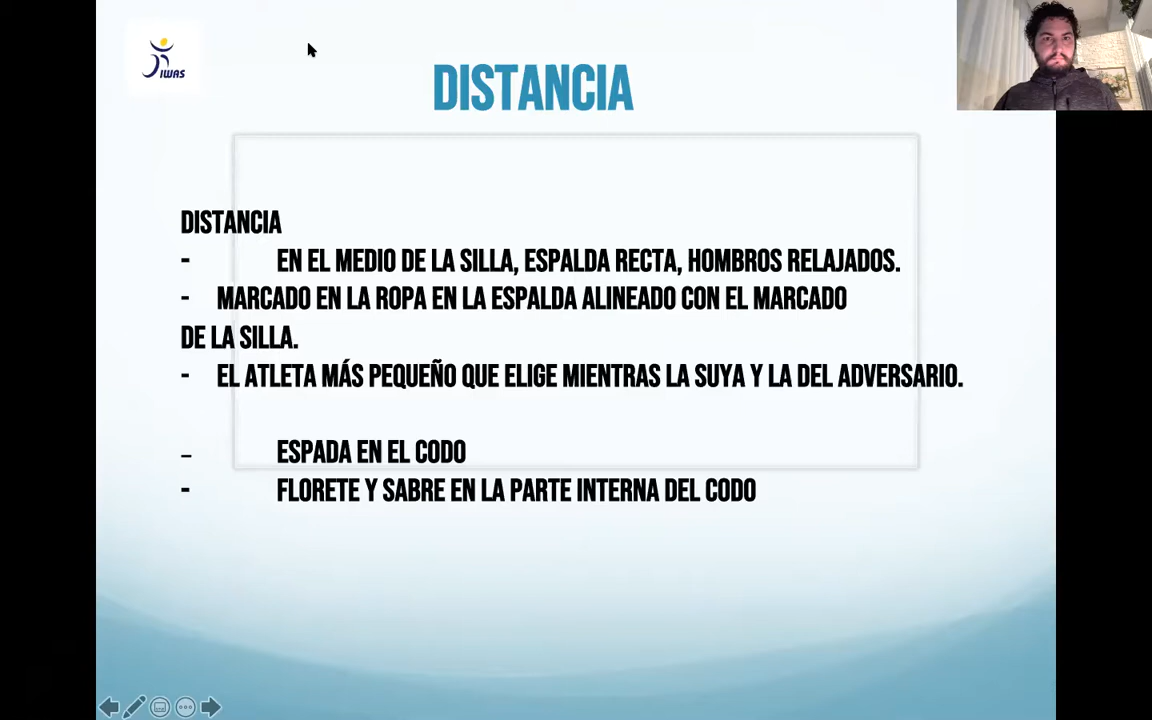 IWAS
DISTANCIA
DISTANCIA
- EN EL MEDIO DE LA SILLA, ESPALDA RECTA, HOMBROS RELAJADOS.
- MARCADO EN LA ROPA EN LA ESPALDA ALINEADO CON EL MARCADO
DE LA SILLA.
- EL ATLETA MÁS PEQUEÑO QUE ELIGE MIENTRAS LA SUYA Y LA DEL ADVERSARIO.
- ESPADA EN EL CODO
- FLORETE Y SABRE EN LA PARTE INTERNA DEL CODO